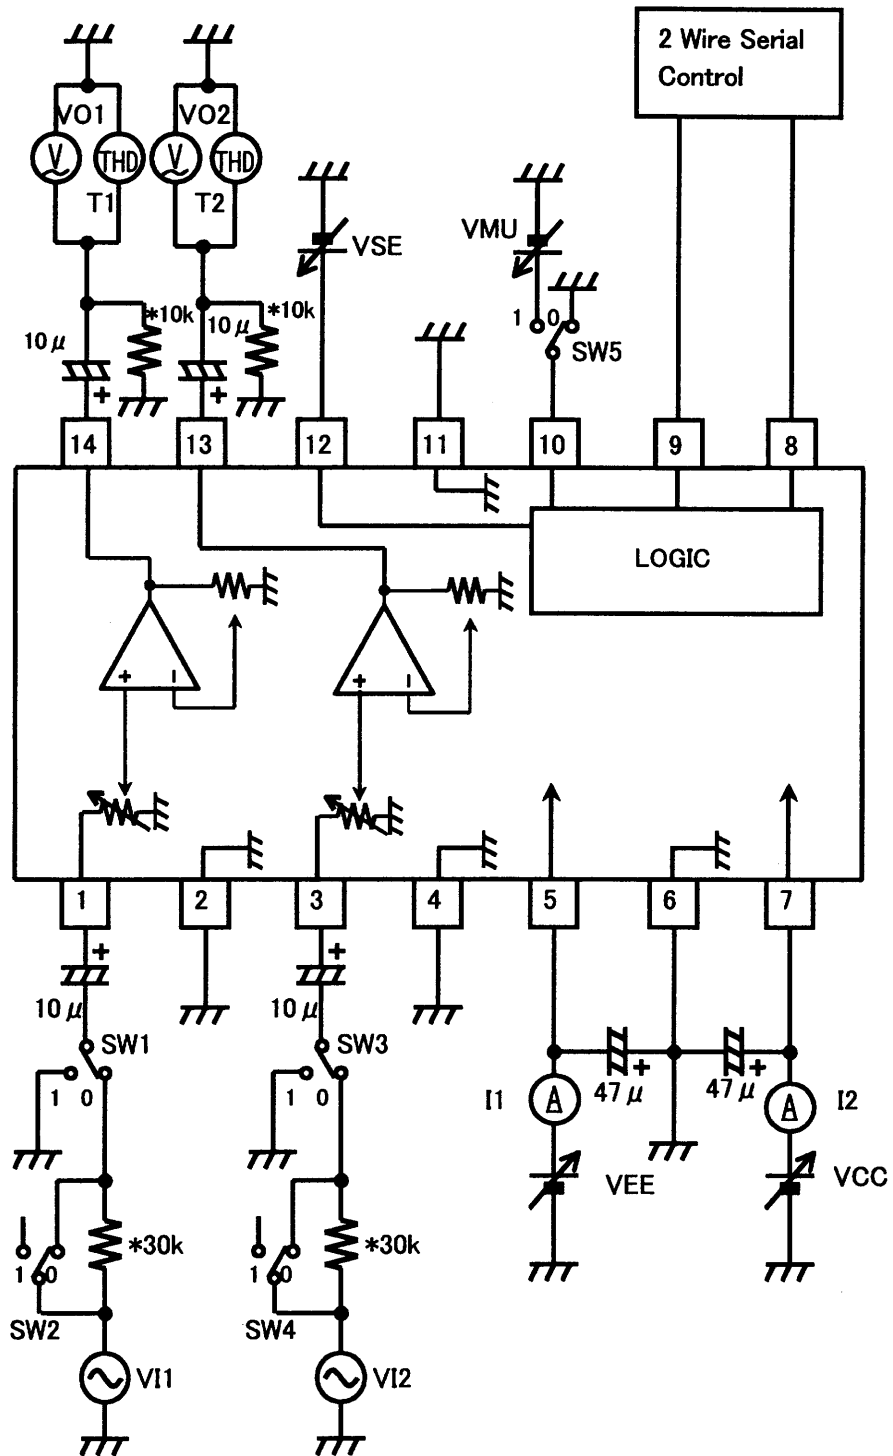 2 Wire Serial
Control
VO1
VO2
V
THD
V
THD
T1
T2
VSE
VMU
*10k
*10k
10μ
10μ
1 0
SW5
+
+
14
13
12
11
10
9
8
LOGIC
+
−
+
−
1
2
3
4
5
6
7
+
+
10μ
10μ
SW1
SW3
1 0
1 0
+
+
47μ
47μ
I1
A
A
I2
VEE
VCC
*30k
*30k
1 0
1 0
SW2
SW4
VI1
VI2